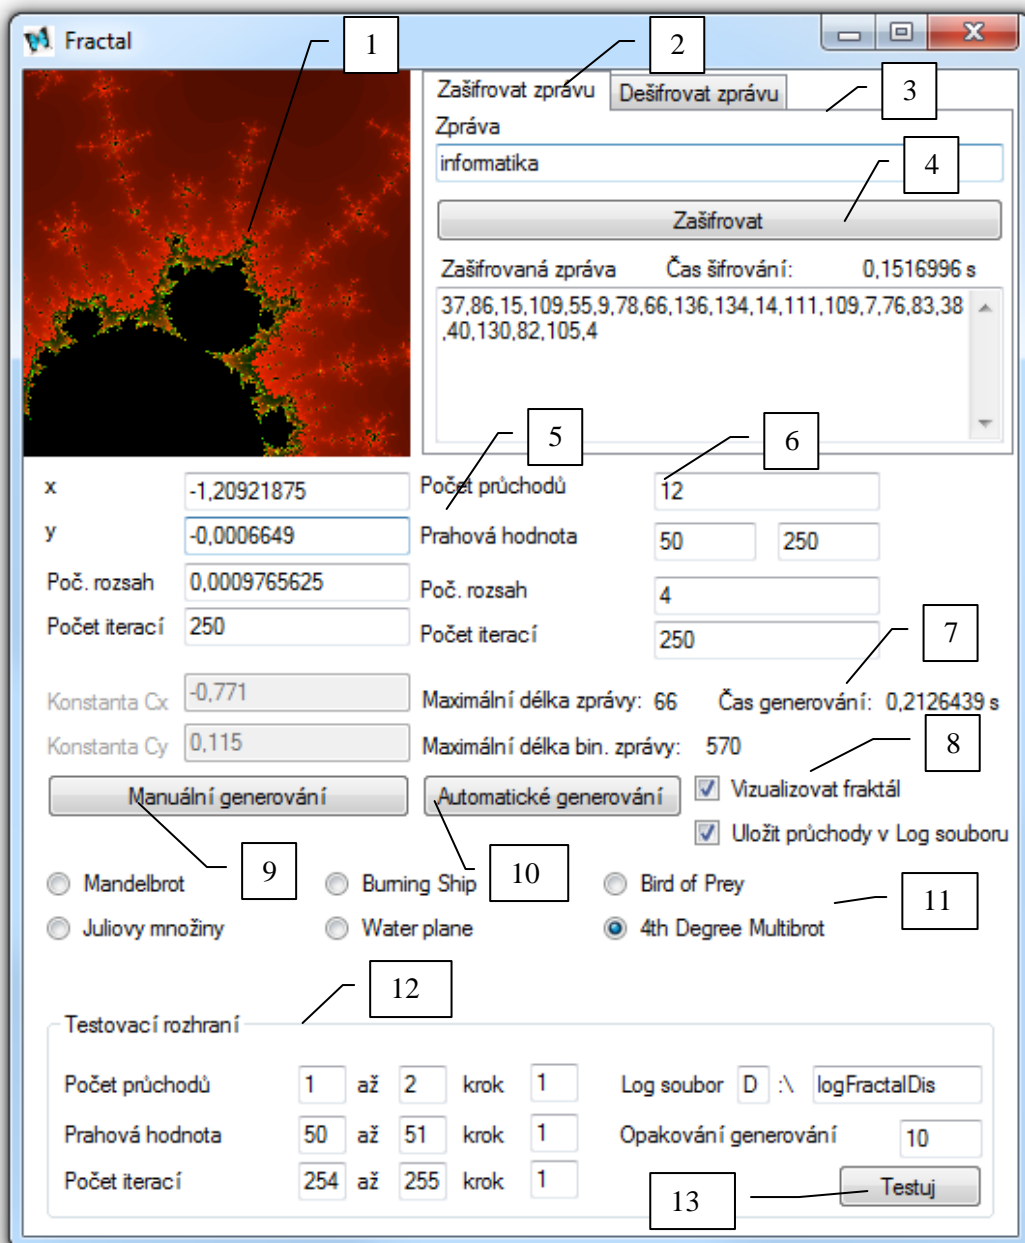 Fractal
1
2
3
4
Zašifrovat zprávu
Dešifrovat zprávu
Zpráva
informatika
Zašifrovat
Zašifrovaná zpráva
Čas šifrování:
0,1516996 s
37,86,15,109,55,9,78,66,136,134,14,111,109,7,76,83,38
,40,130,82,105,4
5
6
x
-1,20921875
Počet průchodů
12
y
-0,0006649
Prahová hodnota
50
250
Poč. rozsah
0,0009765625
Poč. rozsah
4
Počet iterací
250
Počet iterací
250
7
Konstanta Cx
-0,771
Maximální délka zprávy:
66
Čas generování:
0,2126439 s
Konstanta Cy
0,115
Maximální délka bin. zprávy:
570
8
Manuální generování
Automatické generování
Vizualizovat fraktál
Uložit průchody v Log souboru
9
10
11
Mandelbrot
Burning Ship
Bird of Prey
Juliovy množiny
Water plane
4th Degree Multibrot
12
Testovací rozhraní
Počet průchodů
1
až
2
krok
1
Log soubor
D
:\
logFractalDis
Prahová hodnota
50
až
51
krok
1
Opakování generování
10
Počet iterací
254
až
255
krok
1
13
Testuj